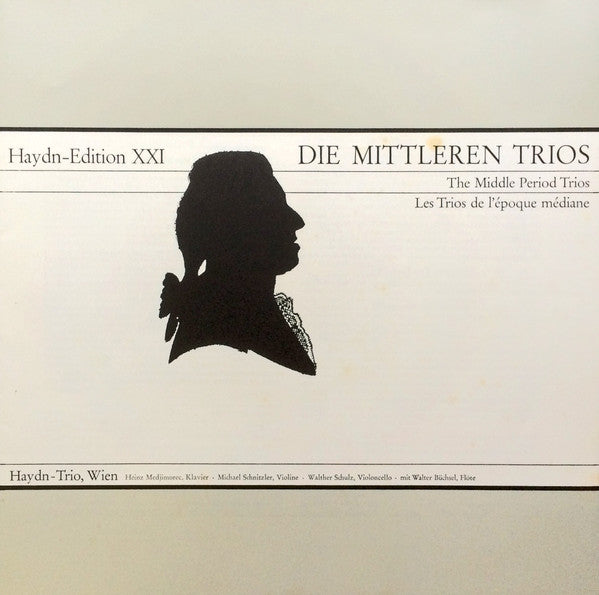 Haydn-Edition XXI
DIE MITTLEREN TRIOS
The Middle Period Trios
Les Trios de l'époque médiane
Haydn-Trio, Wien Heinz Medjimorec, Klavier · Michael Schnitzler, Violine · Walther Schulz, Violoncello · mit Walter Büchsel, Flöte